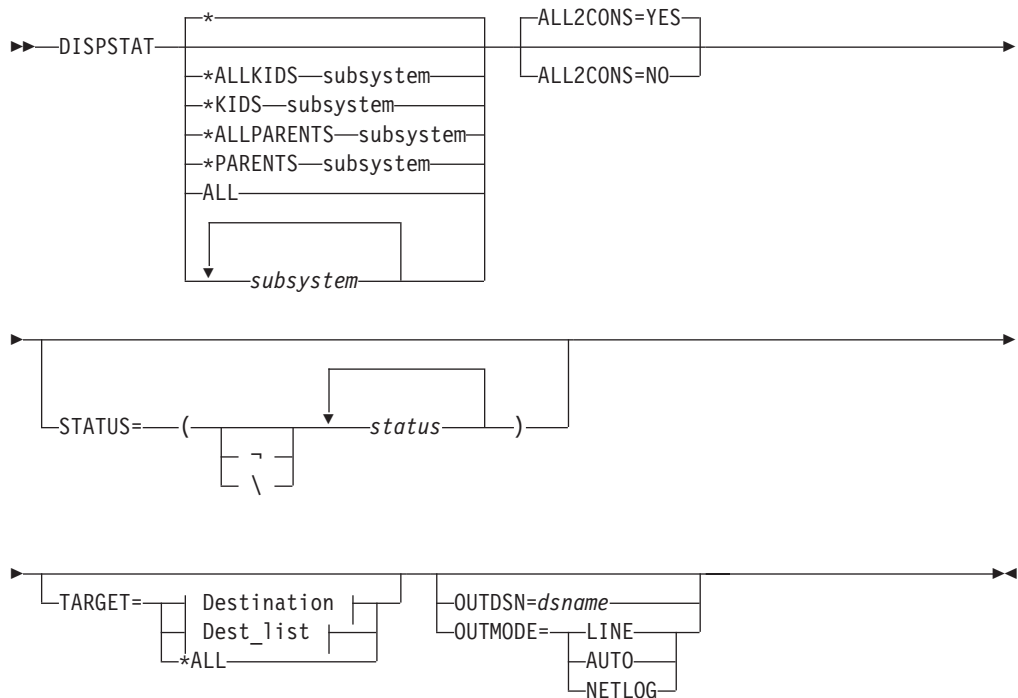 * ALL2CONS=YES
DISPSTAT
*ALLKIDS subsystem ALL2CONS=NO
*KIDS subsystem
*ALLPARENTS subsystem
*PARENTS subsystem
ALL
subsystem
STATUS= ( status )
¬
\
TARGET= Destination OUTDSN=dsname
Dest_list OUTMODE= LINE
*ALL AUTO
NETLOG